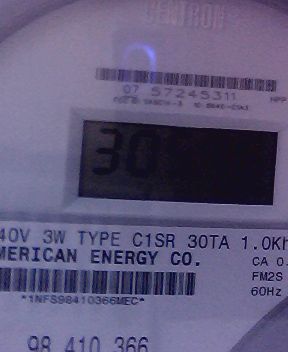 CENTRON
07 57245311
30
40V 3W TYPE C1SR 30TA 1.0Kh
MERICAN ENERGY CO.
CA 0.
FM2S
60Hz
*1NFS98410366MEC*
98 410 366